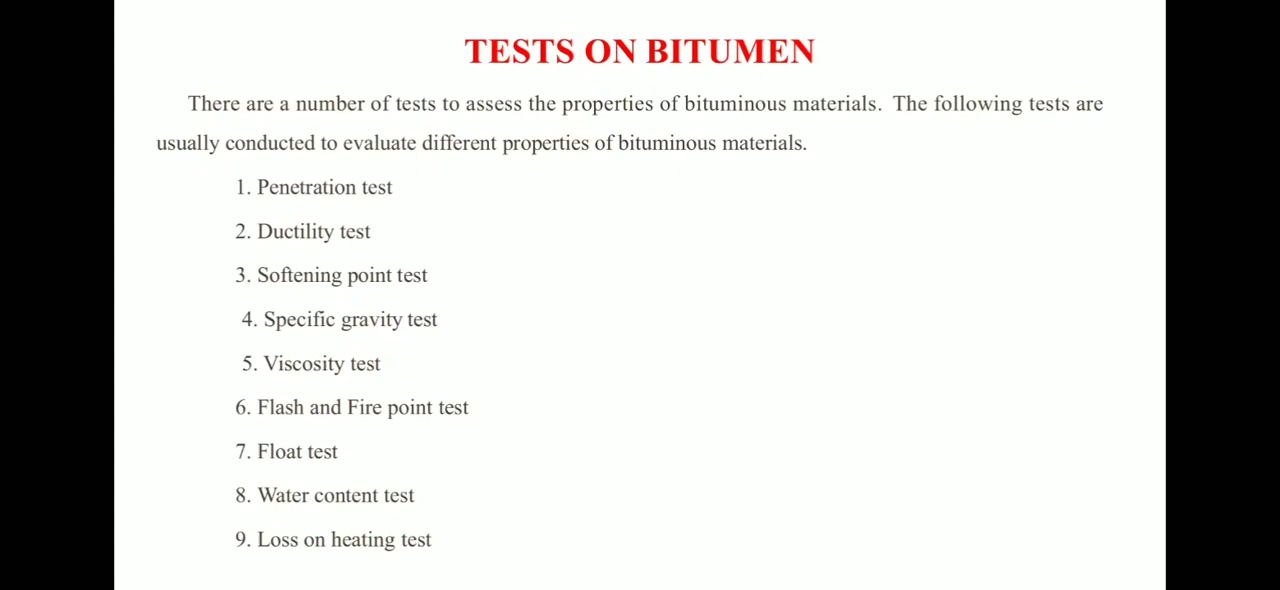 TESTS ON BITUMEN
There are a number of tests to assess the properties of bituminous materials. The following tests are
usually conducted to evaluate different properties of bituminous materials.
1. Penetration test
2. Ductility test
3. Softening point test
4. Specific gravity test
5. Viscosity test
6. Flash and Fire point test
7. Float test
8. Water content test
9. Loss on heating test